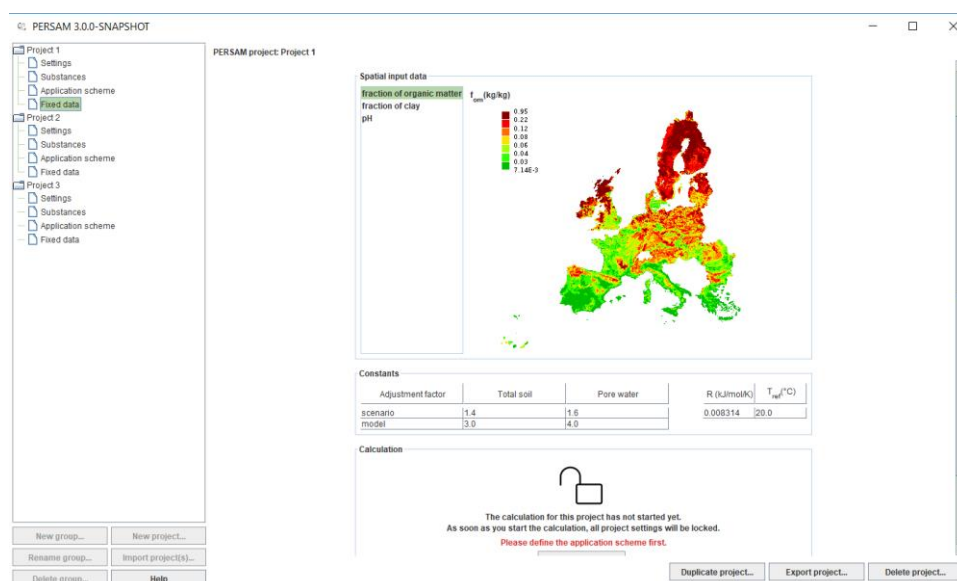 PERSAM 3.0.0-SNAPSHOT
Project 1
Settings
Substances
Application scheme
Fixed data
Project 2
Settings
Substances
Application scheme
Fixed data
Project 3
Settings
Substances
Application scheme
Fixed data
New group... New project...
Rename group... Import project(s)...
Delete group... Help
PERSAM project: Project 1
Spatial input data
fraction of organic matter
fraction of clay
pH
fom(kg/kg)
0.95
0.22
0.12
0.08
0.06
0.04
0.03
7.14E-3
Constants
Adjustment factor Total soil Pore water
scenario 1.4 1.6
model 3.0 4.0
R (kJ/mol/K) Tref(°C)
0.008314 20.0
Calculation
The calculation for this project has not started yet.
As soon as you start the calculation, all project settings will be locked.
Please define the application scheme first.
Duplicate project... Export project... Delete project...